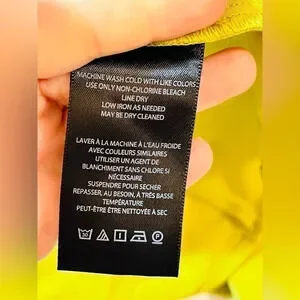 MACHINE WASH COLD WITH LIKE COLORS
USE ONLY NON-CHLORINE BLEACH
LINE DRY
LOW IRON AS NEEDED
MAY BE DRY CLEANED
LAVER À LA MACHINE À L'EAU FROIDE
AVEC COULEURS SIMILAIRES
UTILISER UN AGENT DE
BLANCHIMENT SANS CHLORE SI
NÉCESSAIRE
SUSPENDRE POUR SÉCHER
REPASSER, AU BESOIN, À TRÈS BASSE
TEMPÉRATURE
PEUT-ÊTRE ÊTRE NETTOYÉE À SEC